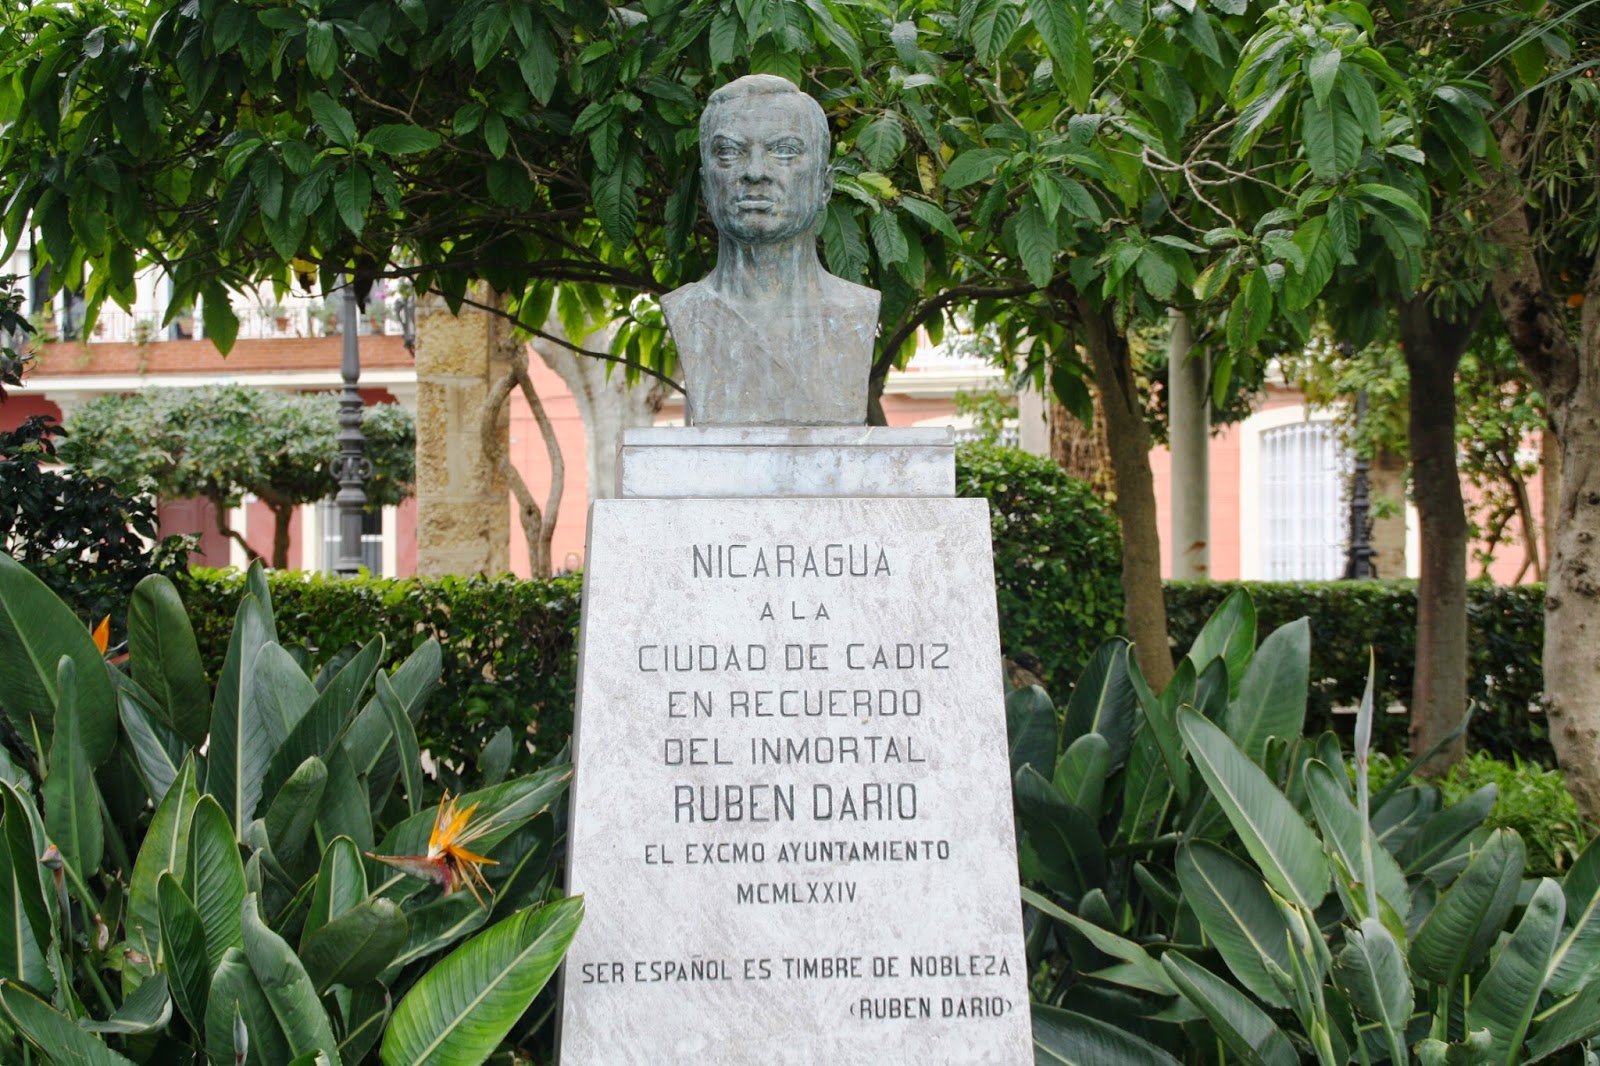 NICARAGUA
A LA
CIUDAD DE CADIZ
EN RECUERDO
DEL INMORTAL
RUBEN DARIO
EL EXCMO AYUNTAMIENTO
MCMLXXIV
SER ESPAÑOL ES TIMBRE DE NOBLEZA
(RUBEN DARIO)